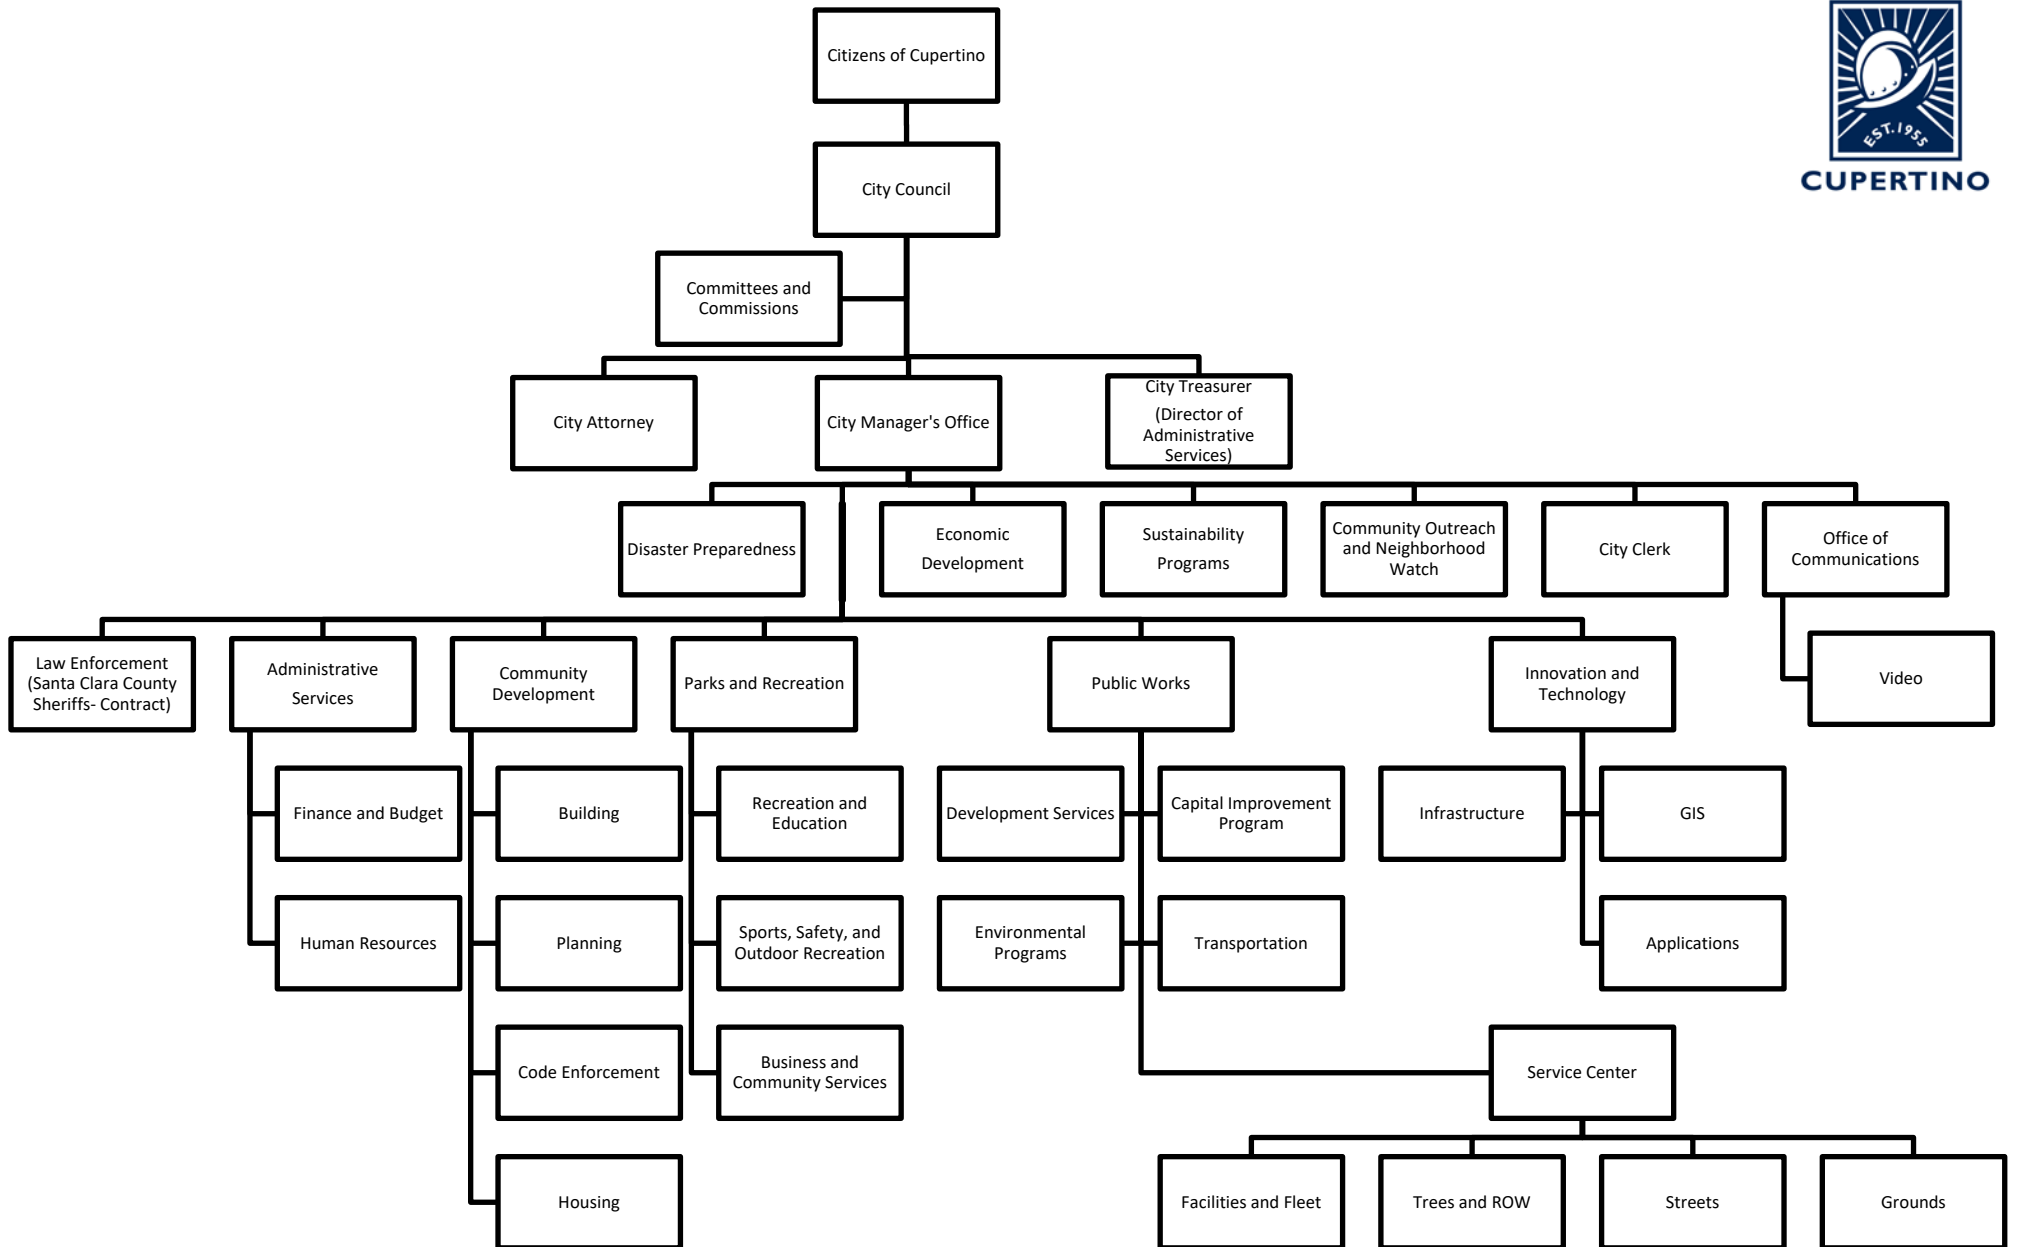 Citizens of Cupertino
EST. 1955
CUPERTINO
City Council
Committees and
Commissions
City Attorney
City Manager's Office
City Treasurer
(Director of
Administrative
Services)
Disaster Preparedness
Economic
Development
Sustainability
Programs
Community Outreach
and Neighborhood
Watch
City Clerk
Office of
Communications
Law Enforcement
(Santa Clara County
Sheriffs- Contract)
Administrative
Services
Community
Development
Parks and Recreation
Public Works
Innovation and
Technology
Video
Finance and Budget
Building
Recreation and
Education
Development Services
Capital Improvement
Program
Infrastructure
GIS
Human Resources
Planning
Sports, Safety, and
Outdoor Recreation
Environmental
Programs
Transportation
Applications
Code Enforcement
Business and
Community Services
Service Center
Housing
Facilities and Fleet
Trees and ROW
Streets
Grounds